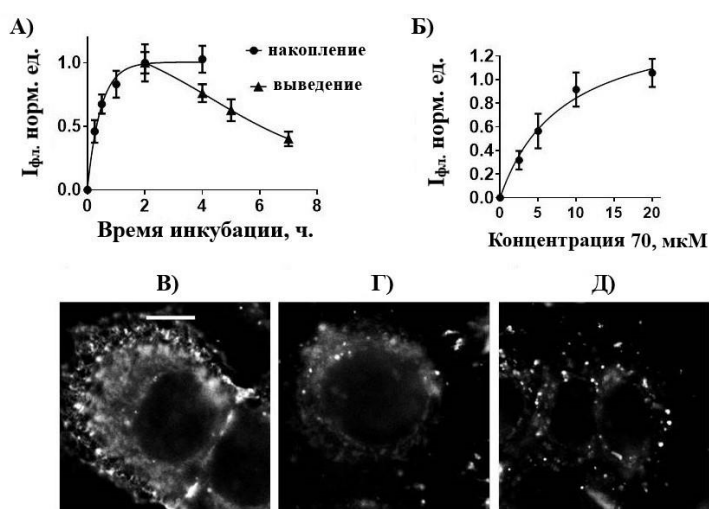 А)
Iфл. норм. ед.
1.0
0.5
0.0
0 2 4 6 8
Время инкубации, ч.
накопление
выведение
Б)
Iфл. норм. ед.
1.2
1.0
0.8
0.6
0.4
0.2
0.0
0 5 10 15 20
Концентрация 70, мкМ
В) Г) Д)